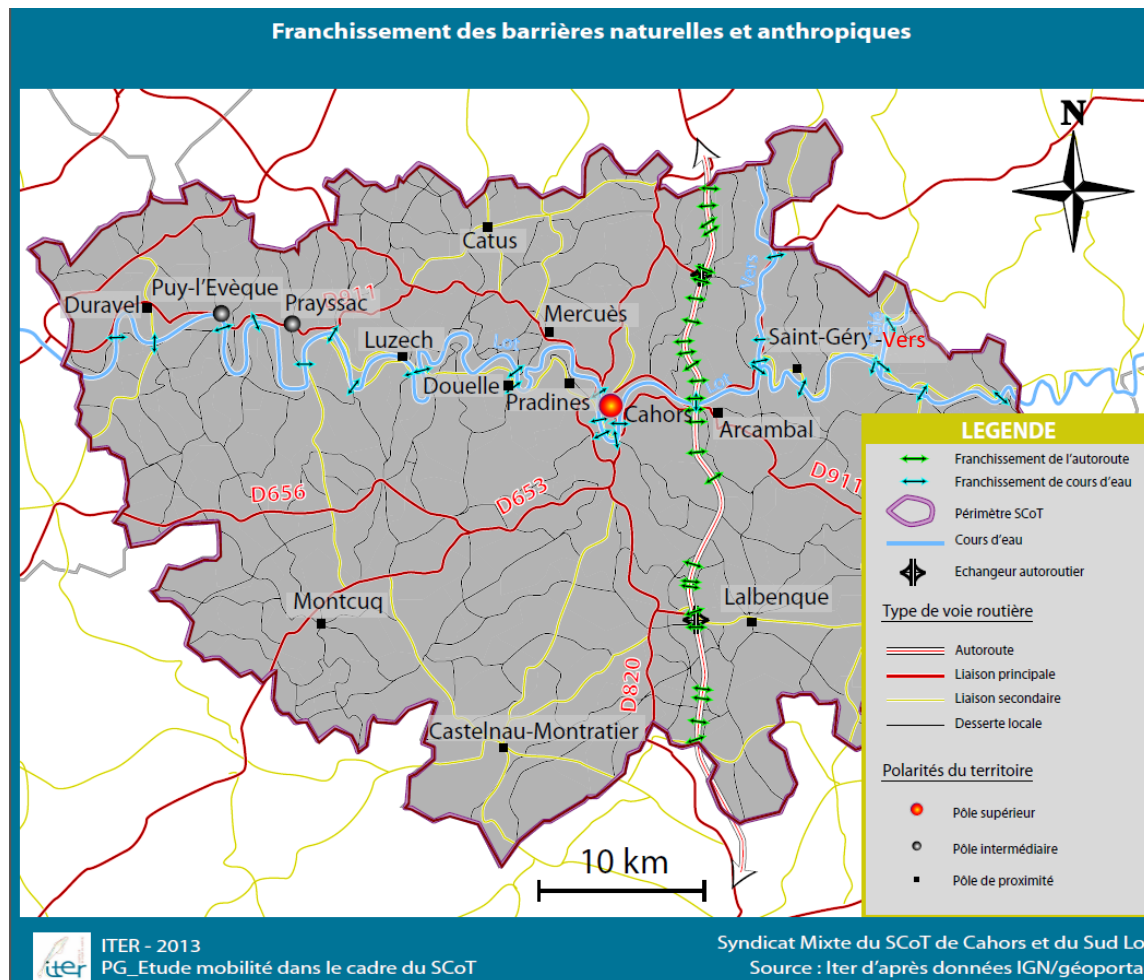 Franchissement des barrières naturelles et anthropiques
N
Catus
Vers
Puy-l'Evèque
Duravel
Prayssac
D911
Mercuès
Luzech
Lot
Saint-Géry-Vers
Douelle
Pradines
Lot
Cahors
Arcambal
D656
D653
D911
Montcuq
Lalbenque
D820
Castelnau-Montratier
10 km
LEGENDE
Franchissement de l'autoroute
Franchissement de cours d'eau
Périmètre SCoT
Cours d'eau
Echangeur autoroutier
Type de voie routière
Autoroute
Liaison principale
Liaison secondaire
Desserte locale
Polarités du territoire
Pôle supérieur
Pôle intermédiaire
Pôle de proximité
iter
ITER - 2013
PG_Etude mobilité dans le cadre du SCoT
Syndicat Mixte du SCoT de Cahors et du Sud Lo
Source : Iter d'après données IGN/géoporta